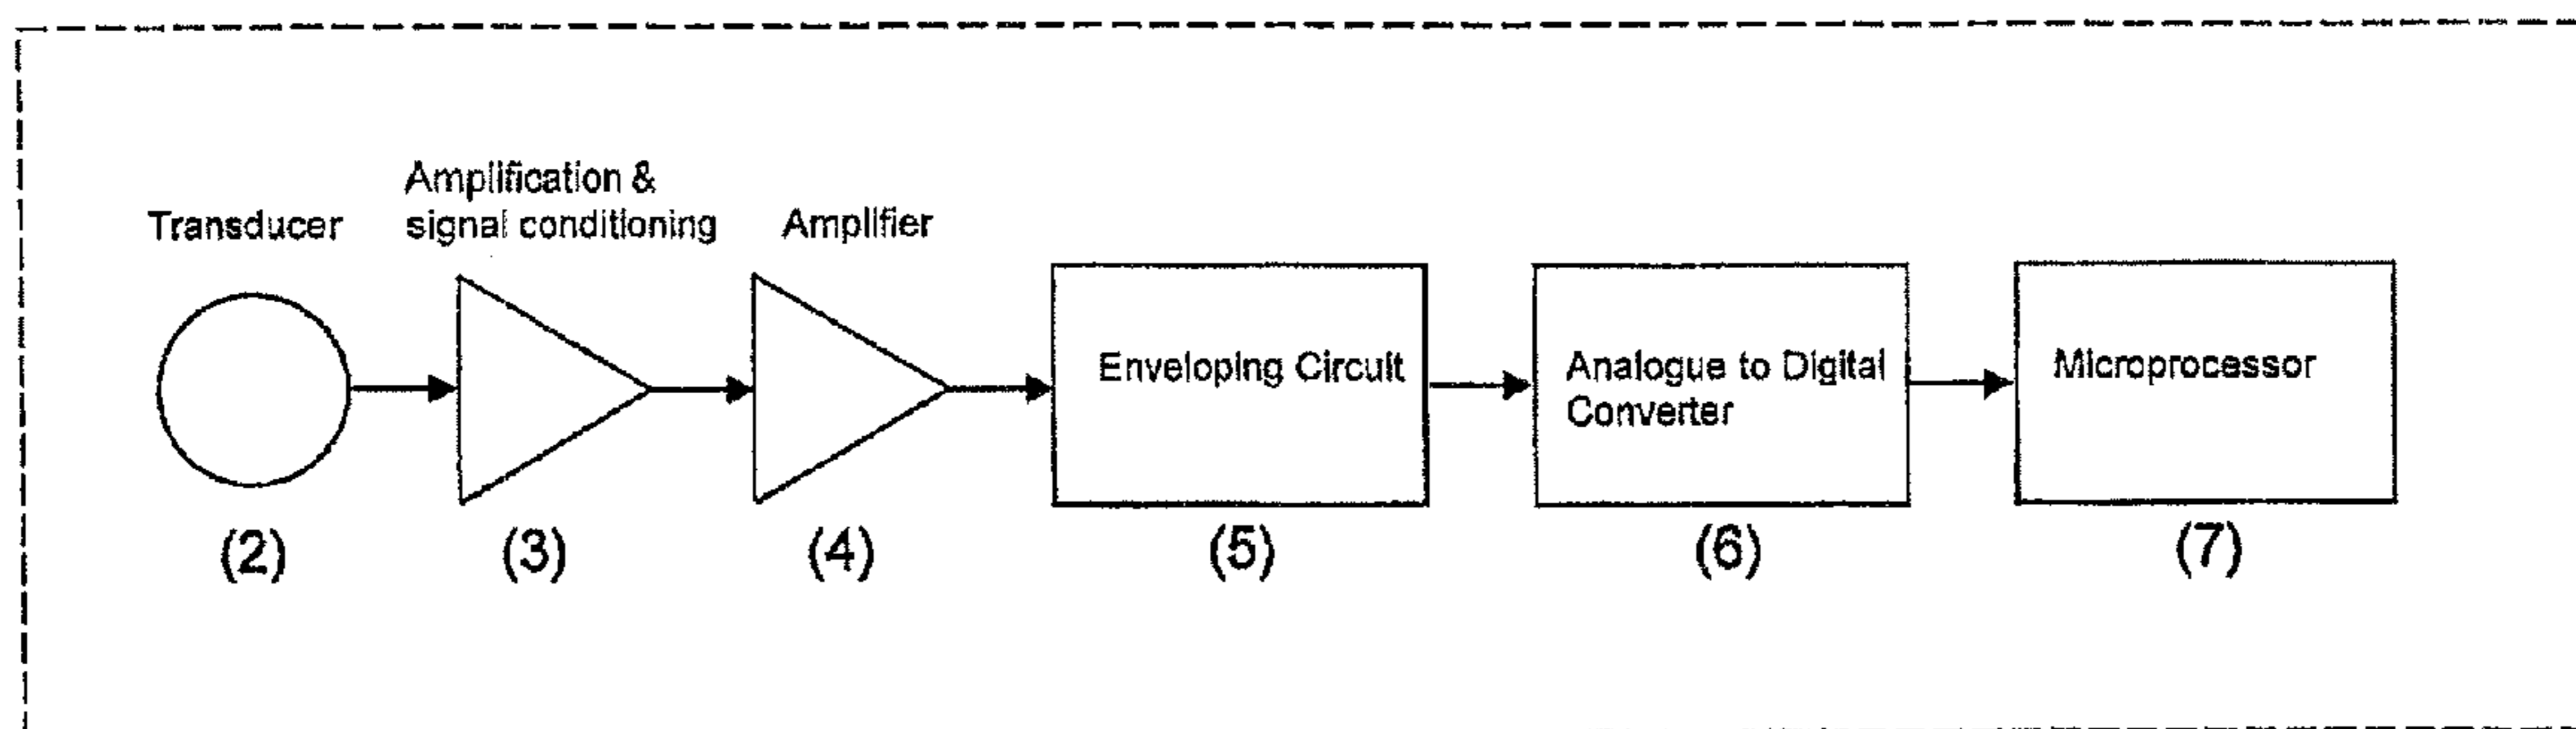 Amplification &
Transducer
signal conditioning
Amplifier
Enveloping Circuit
Analogue to Digital
Converter
Microprocessor
(2)
(3)
(4)
(5)
(6)
(7)